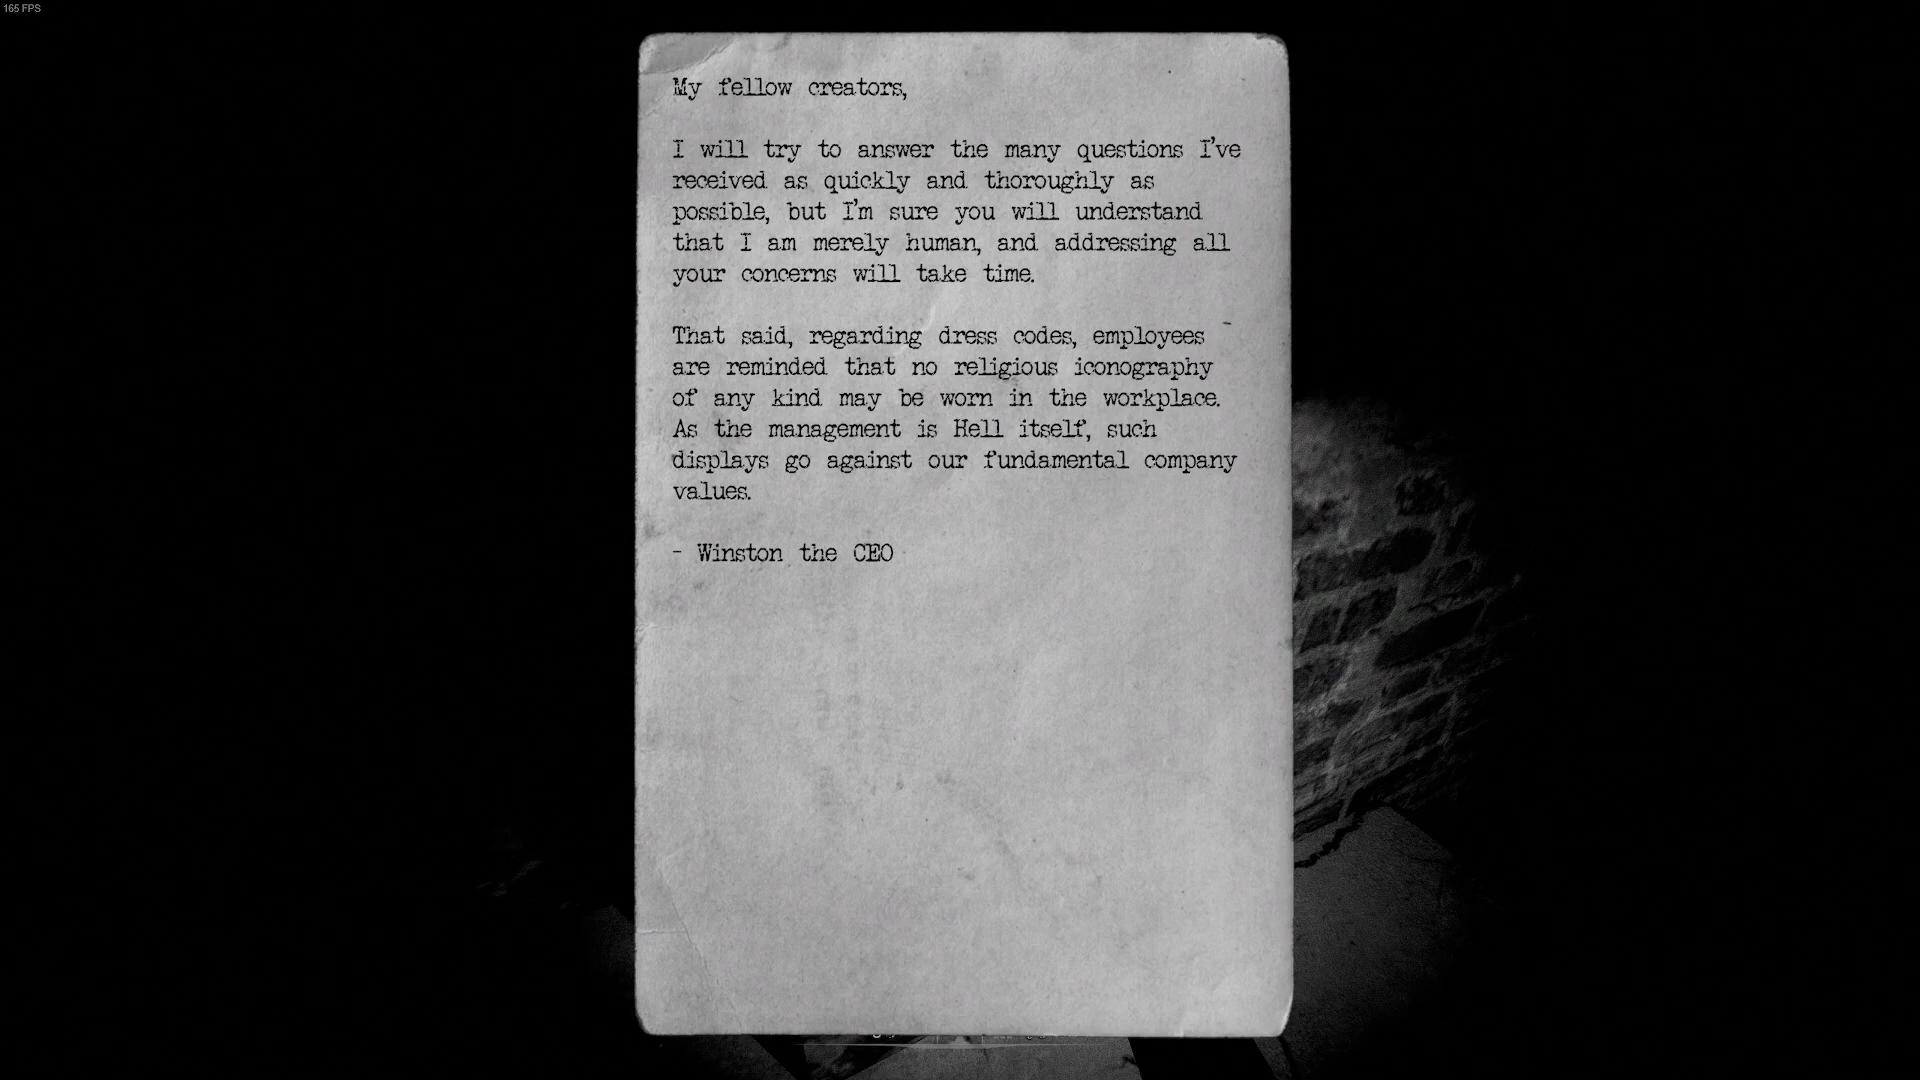 165 FPS
My fellow creators,
I will try to answer the many questions I've
received as quickly and thoroughly as
possible, but I'm sure you will understand
that I am merely human, and addressing all
your concerns will take time.
That said, regarding dress codes, employees
are reminded that no religious iconography
of any kind may be worn in the workplace.
As the management is Hell itself, such
displays go against our fundamental company
values.
- Winston the CEO